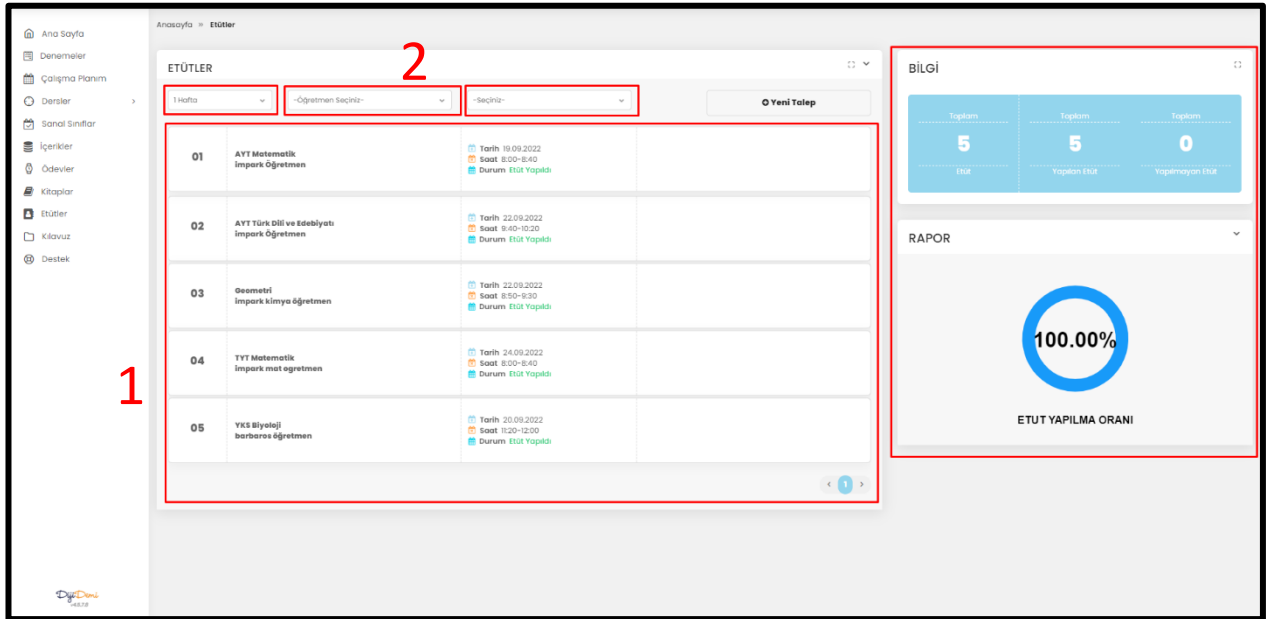 Anasayfa » Etütler
Ana Sayfa
Denemeler
Çalışma Planım
Dersler
Sanal Sınıflar
İçerikler
Ödevler
Kitaplar
Etütler
Kılavuz
Destek
1
2
ETÜTLER
1 Hafta
-Öğretmen Seçiniz-
-Seçiniz-
Yeni Talep
01
AYT Matematik
impark Öğretmen
Tarih 19.09.2022
Saat 8:00-8:40
Durum Etüt Yapıldı
02
AYT Türk Dili ve Edebiyatı
impark Öğretmen
Tarih 22.09.2022
Saat 9:40-10:20
Durum Etüt Yapıldı
03
Geometri
impark kimya öğretmen
Tarih 22.09.2022
Saat 8:50-9:30
Durum Etüt Yapıldı
04
TYT Matematik
impark mat ogretmen
Tarih 24.09.2022
Saat 8:00-8:40
Durum Etüt Yapıldı
05
YKS Biyoloji
barbaros öğretmen
Tarih 20.09.2022
Saat 11:20-12:00
Durum Etüt Yapıldı
‹ 1 ›
BİLGİ
Toplam
5
Etüt
Toplam
5
Yapılan Etüt
Toplam
0
Yapılmayan Etüt
RAPOR
100.00%
ETUT YAPILMA ORANI
DijiDemi